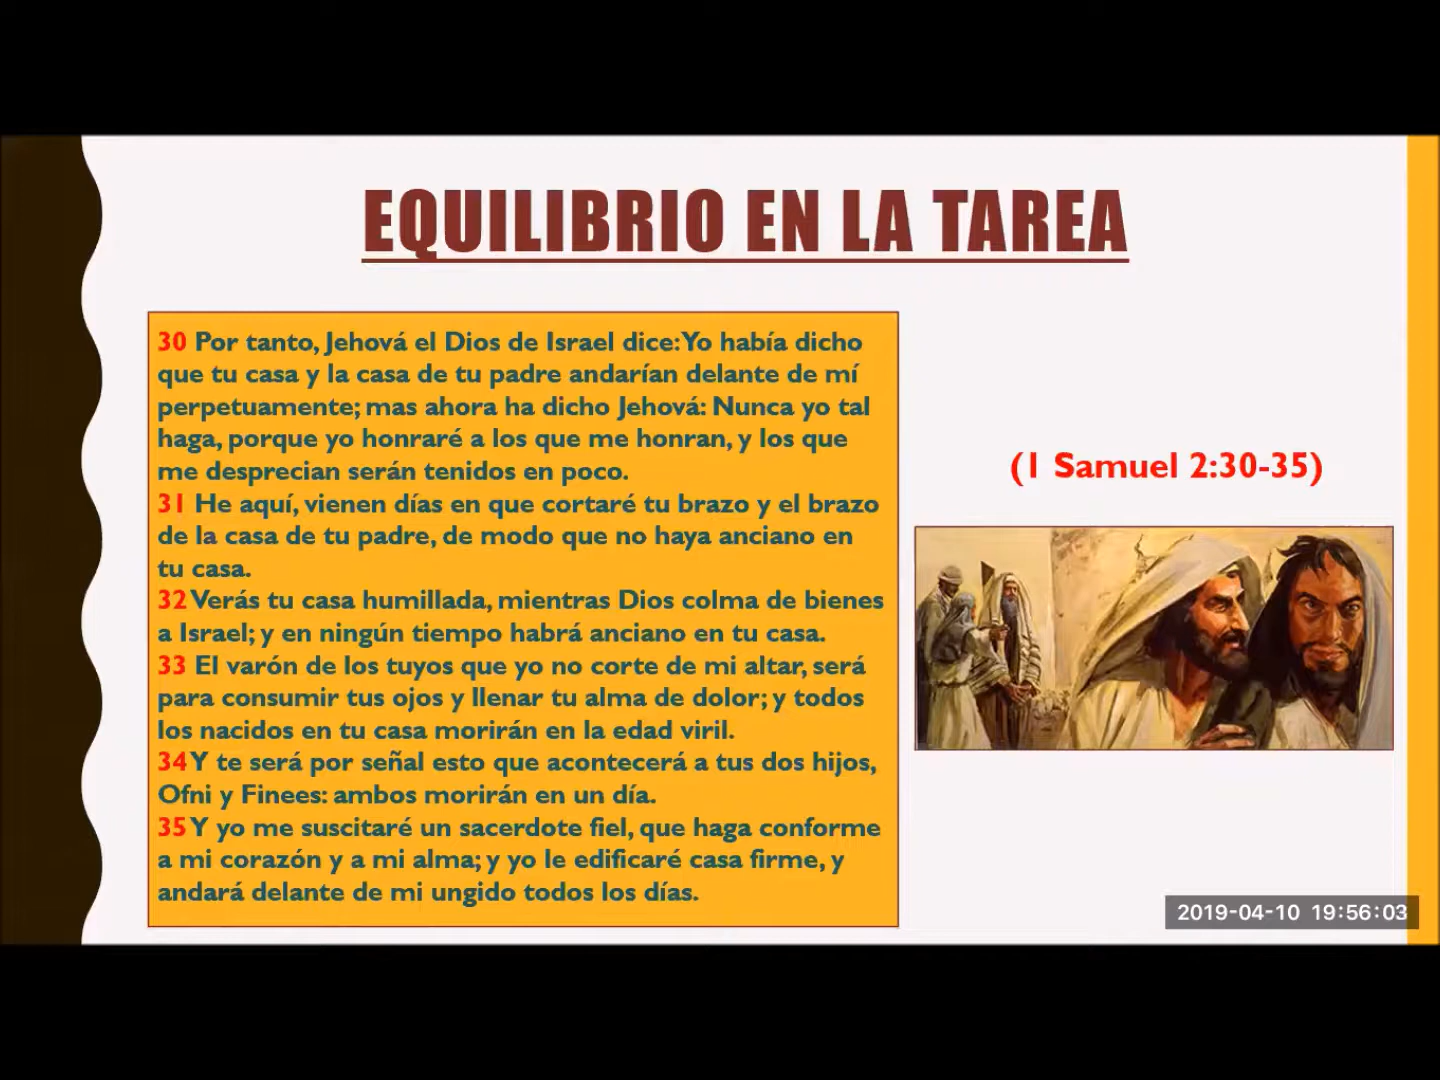 EQUILIBRIO EN LA TAREA
30 Por tanto, Jehová el Dios de Israel dice: Yo había dicho
que tu casa y la casa de tu padre andarían delante de mí
perpetuamente; mas ahora ha dicho Jehová: Nunca yo tal
haga, porque yo honraré a los que me honran, y los que
me desprecian serán tenidos en poco.
31 He aquí, vienen días en que cortaré tu brazo y el brazo
de la casa de tu padre, de modo que no haya anciano en
tu casa.
32 Verás tu casa humillada, mientras Dios colma de bienes
a Israel; y en ningún tiempo habrá anciano en tu casa.
33 El varón de los tuyos que yo no corte de mi altar, será
para consumir tus ojos y llenar tu alma de dolor; y todos
los nacidos en tu casa morirán en la edad viril.
34 Y te será por señal esto que acontecerá a tus dos hijos,
Ofni y Finees: ambos morirán en un día.
35 Y yo me suscitaré un sacerdote fiel, que haga conforme
a mi corazón y a mi alma; y yo le edificaré casa firme, y
andará delante de mi ungido todos los días.
(1 Samuel 2:30-35)
2019-04-10 19:56:03